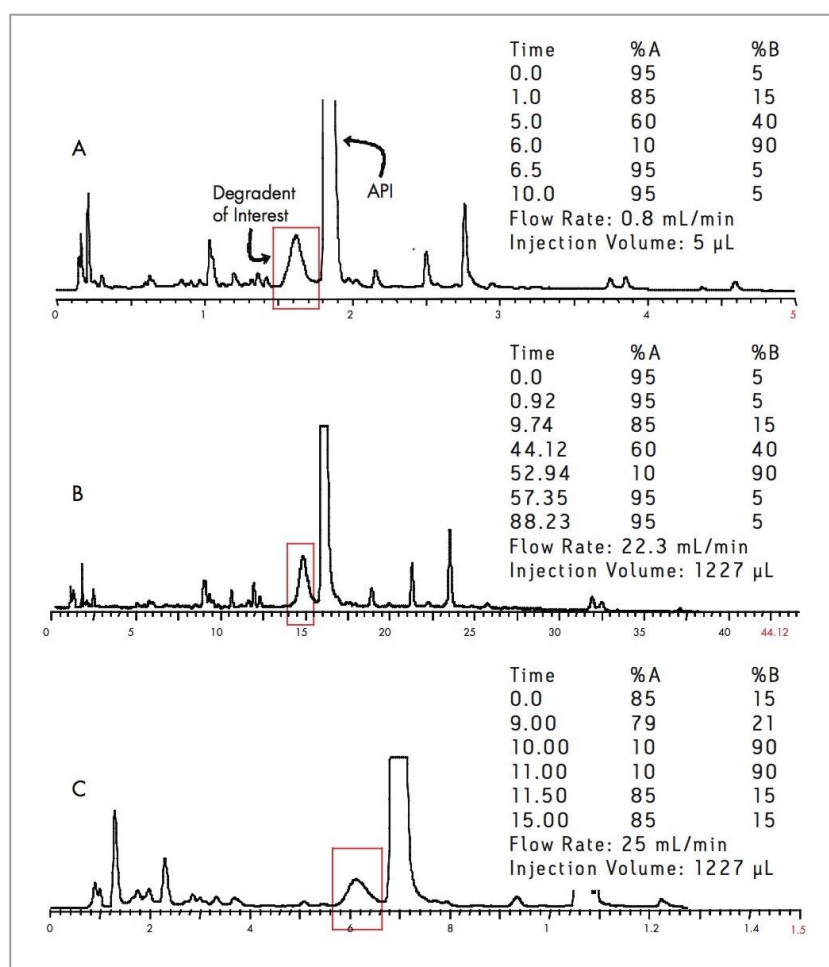 Time %A %B
0.0 95 5
1.0 85 15
5.0 60 40
6.0 10 90
6.5 95 5
10.0 95 5
Flow Rate: 0.8 mL/min
Injection Volume: 5 µL
A
Degradent
of Interest
API
0 1 2 3 4 5
Time %A %B
0.0 95 5
0.92 95 5
9.74 85 15
44.12 60 40
52.94 10 90
57.35 95 5
88.23 95 5
Flow Rate: 22.3 mL/min
Injection Volume: 1227 µL
B
0 5 10 15 20 25 30 35 40 44.12
Time %A %B
0.0 85 15
9.00 79 21
10.00 10 90
11.00 10 90
11.50 85 15
15.00 85 15
Flow Rate: 25 mL/min
Injection Volume: 1227 µL
C
0 2 4 6 8 1 1.2 1.4 1.5